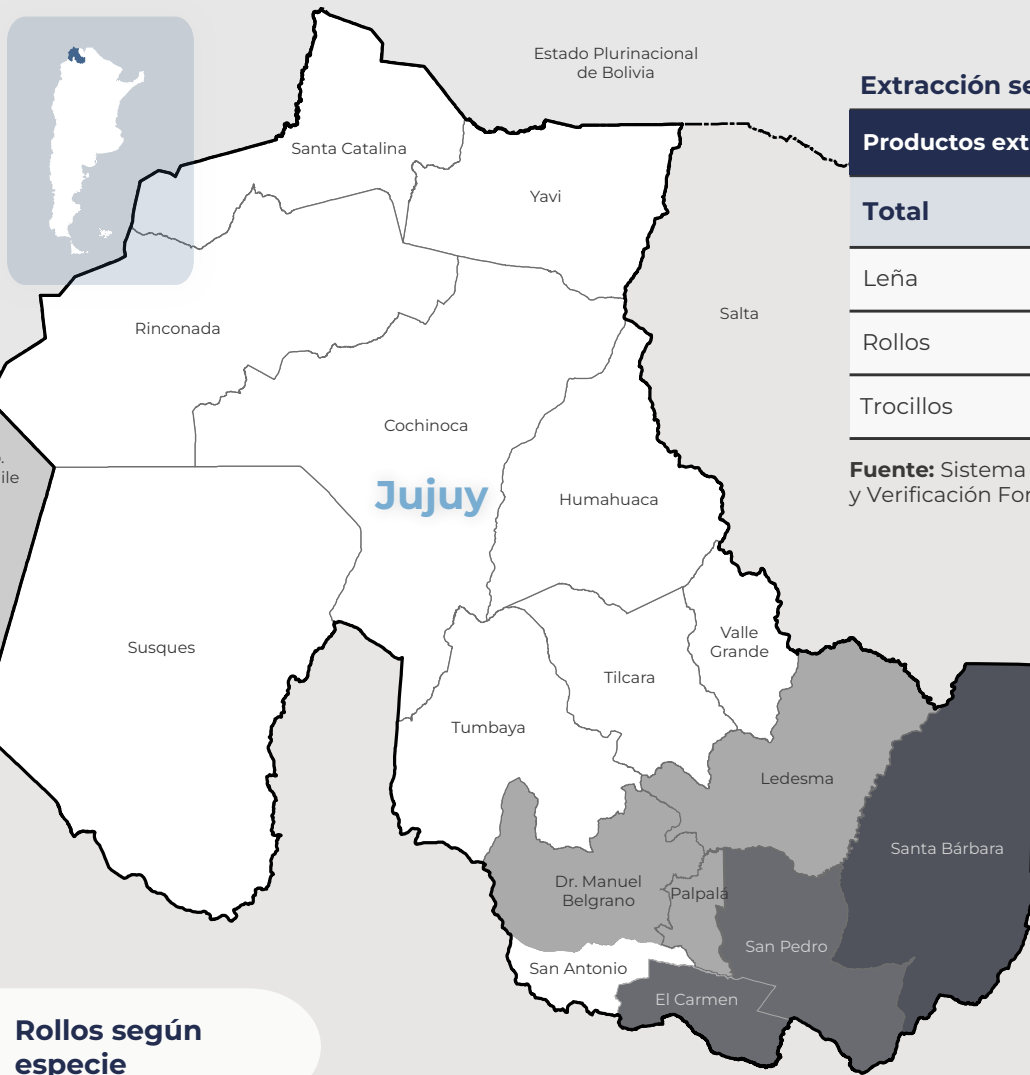 Estado Plurinacional
de Bolivia
Extracción se
Productos ext
Total
Leña
Rollos
Trocillos
Fuente: Sistema
y Verificación For
Santa Catalina
Yavi
Rinconada
Salta
Cochinoca
Jujuy
Humahuaca
ile
Susques
Valle
Grande
Tilcara
Tumbaya
Ledesma
Santa Bárbara
Dr. Manuel
Belgrano
Palpalá
San Pedro
San Antonio
El Carmen
Rollos según
especie